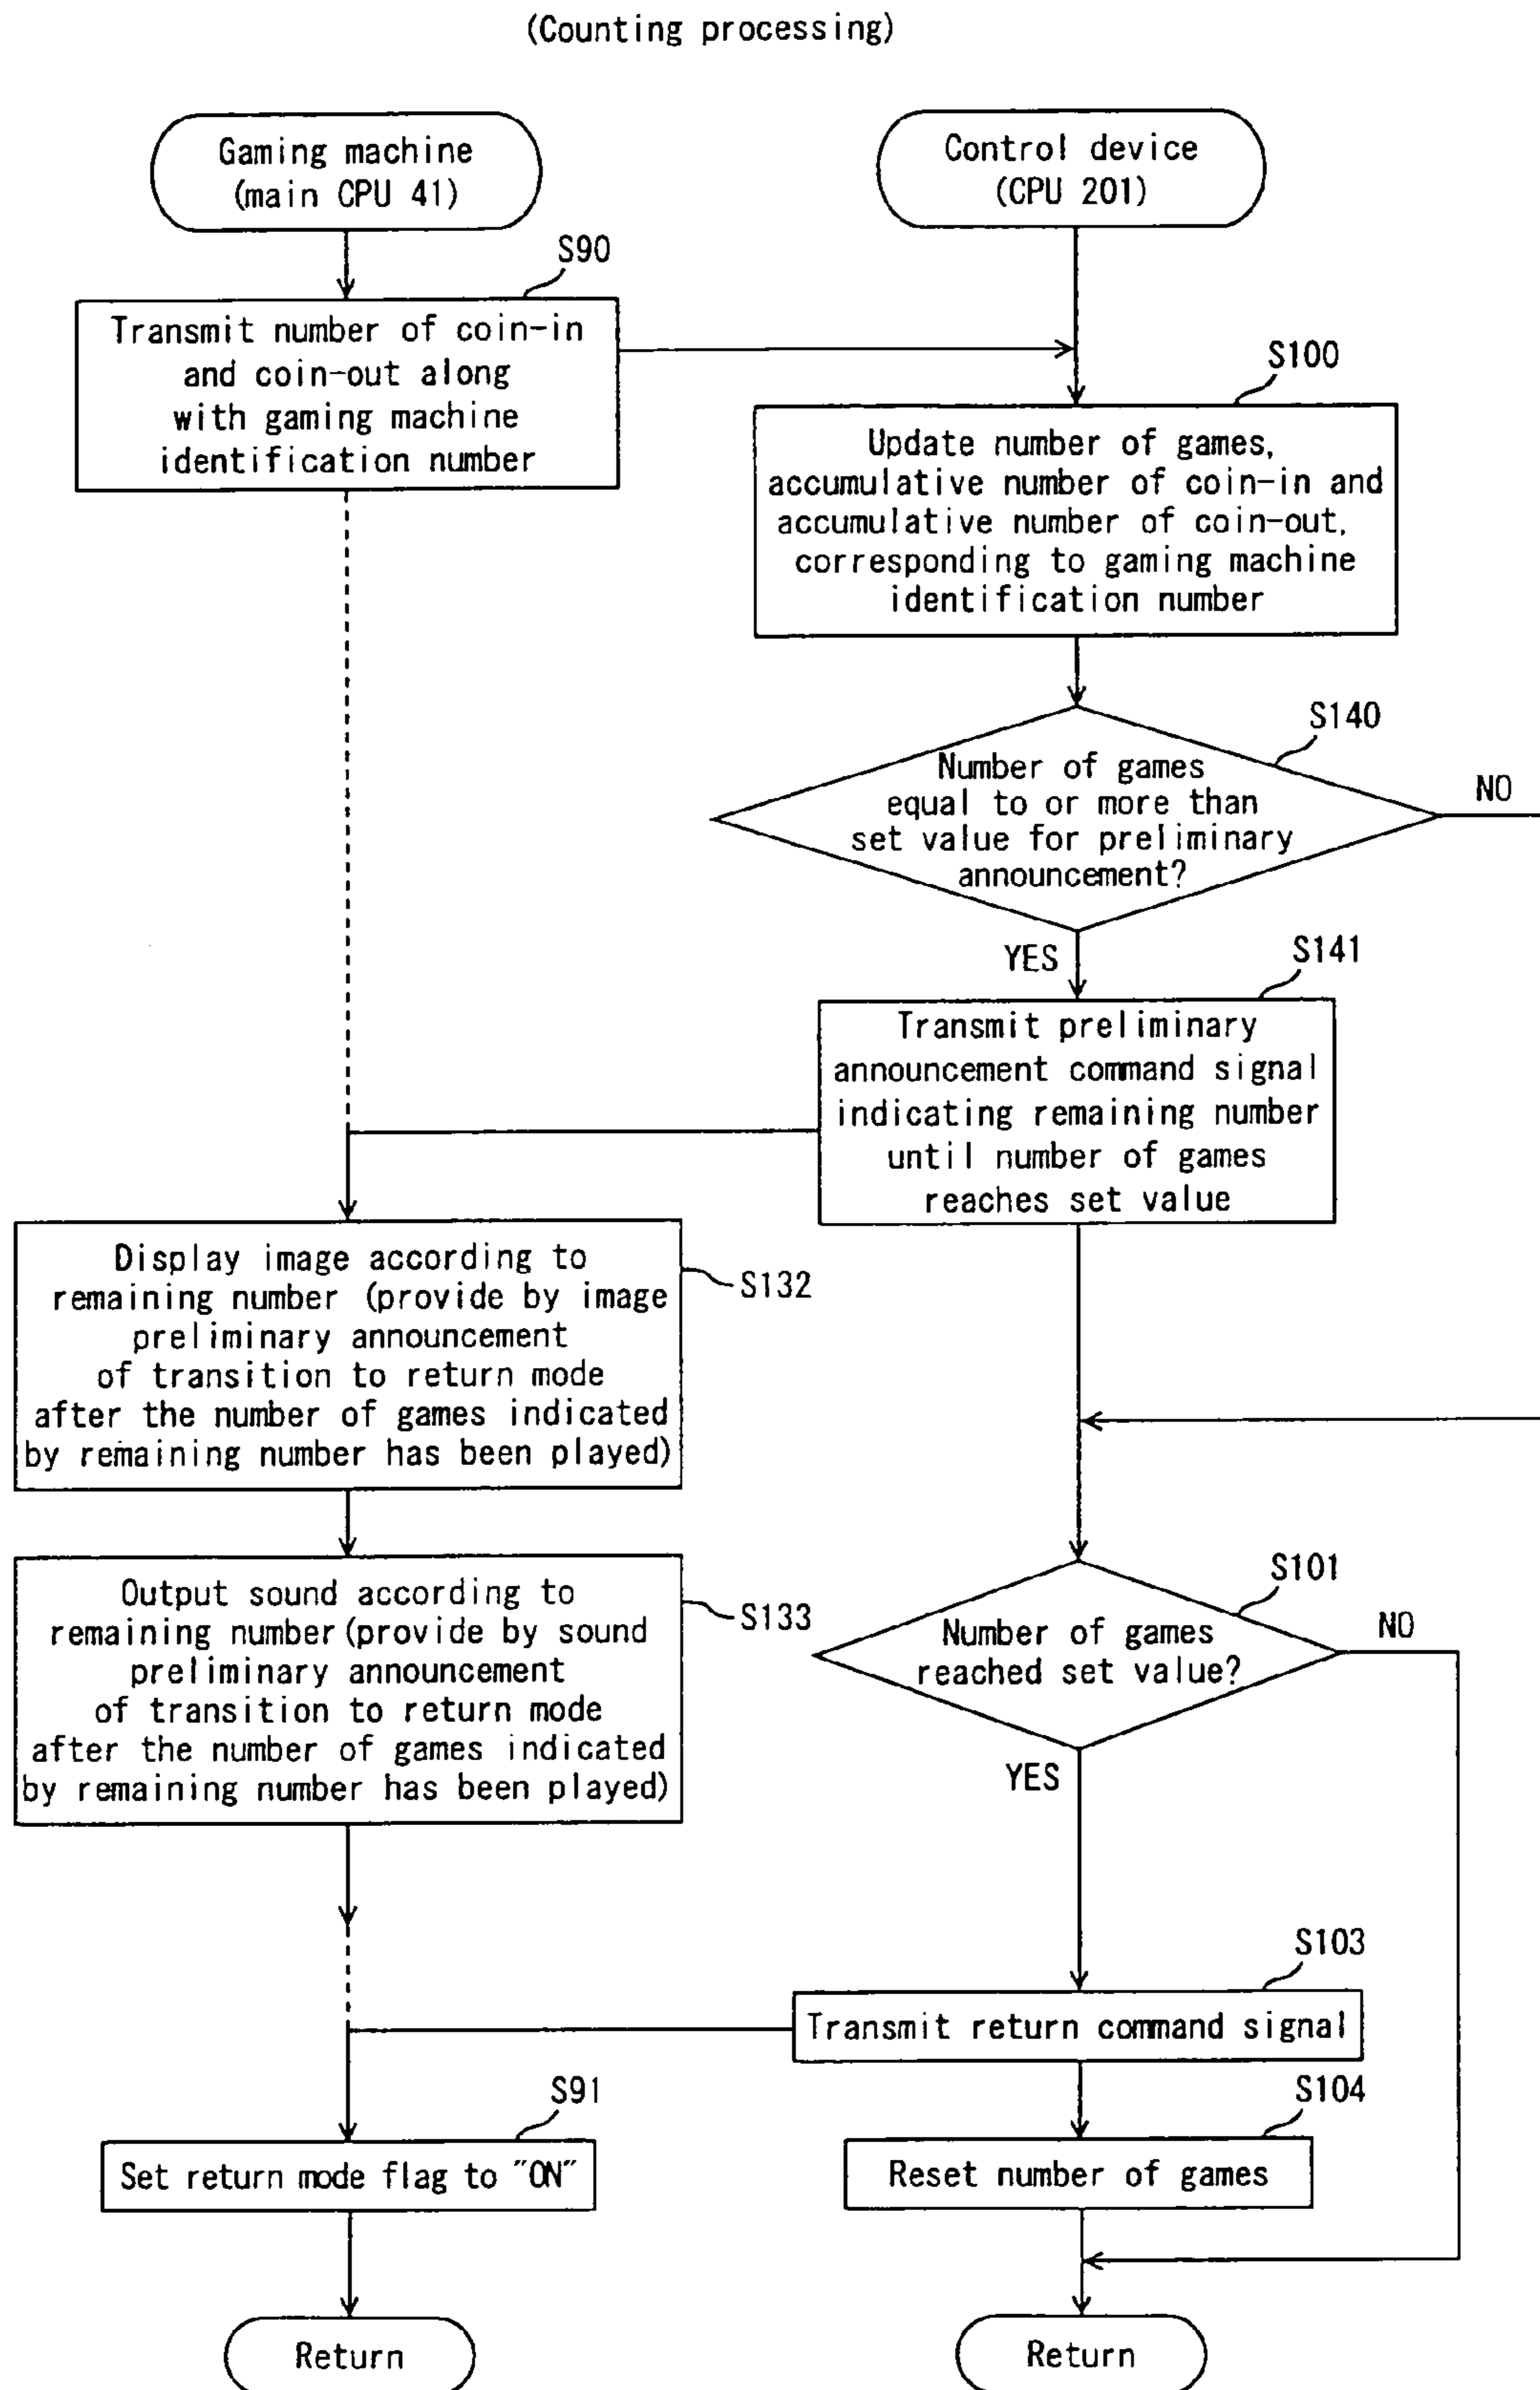 (Counting processing)
Gaming machine
(main CPU 41)
Control device
(CPU 201)
S90
Transmit number of coin-in
and coin-out along
with gaming machine
identification number
S100
Update number of games,
accumulative number of coin-in and
accumulative number of coin-out,
corresponding to gaming machine
identification number
S140
Number of games
equal to or more than
set value for preliminary
announcement?
NO
YES
S141
Transmit preliminary
announcement command signal
indicating remaining number
until number of games
reaches set value
Display image according to
remaining number (provide by image
preliminary announcement
of transition to return mode
after the number of games indicated
by remaining number has been played)
S132
Output sound according to
remaining number(provide by sound
preliminary announcement
of transition to return mode
after the number of games indicated
by remaining number has been played)
S133
S101
Number of games
reached set value?
NO
YES
S103
Transmit return command signal
S91
Set return mode flag to "ON"
S104
Reset number of games
Return
Return